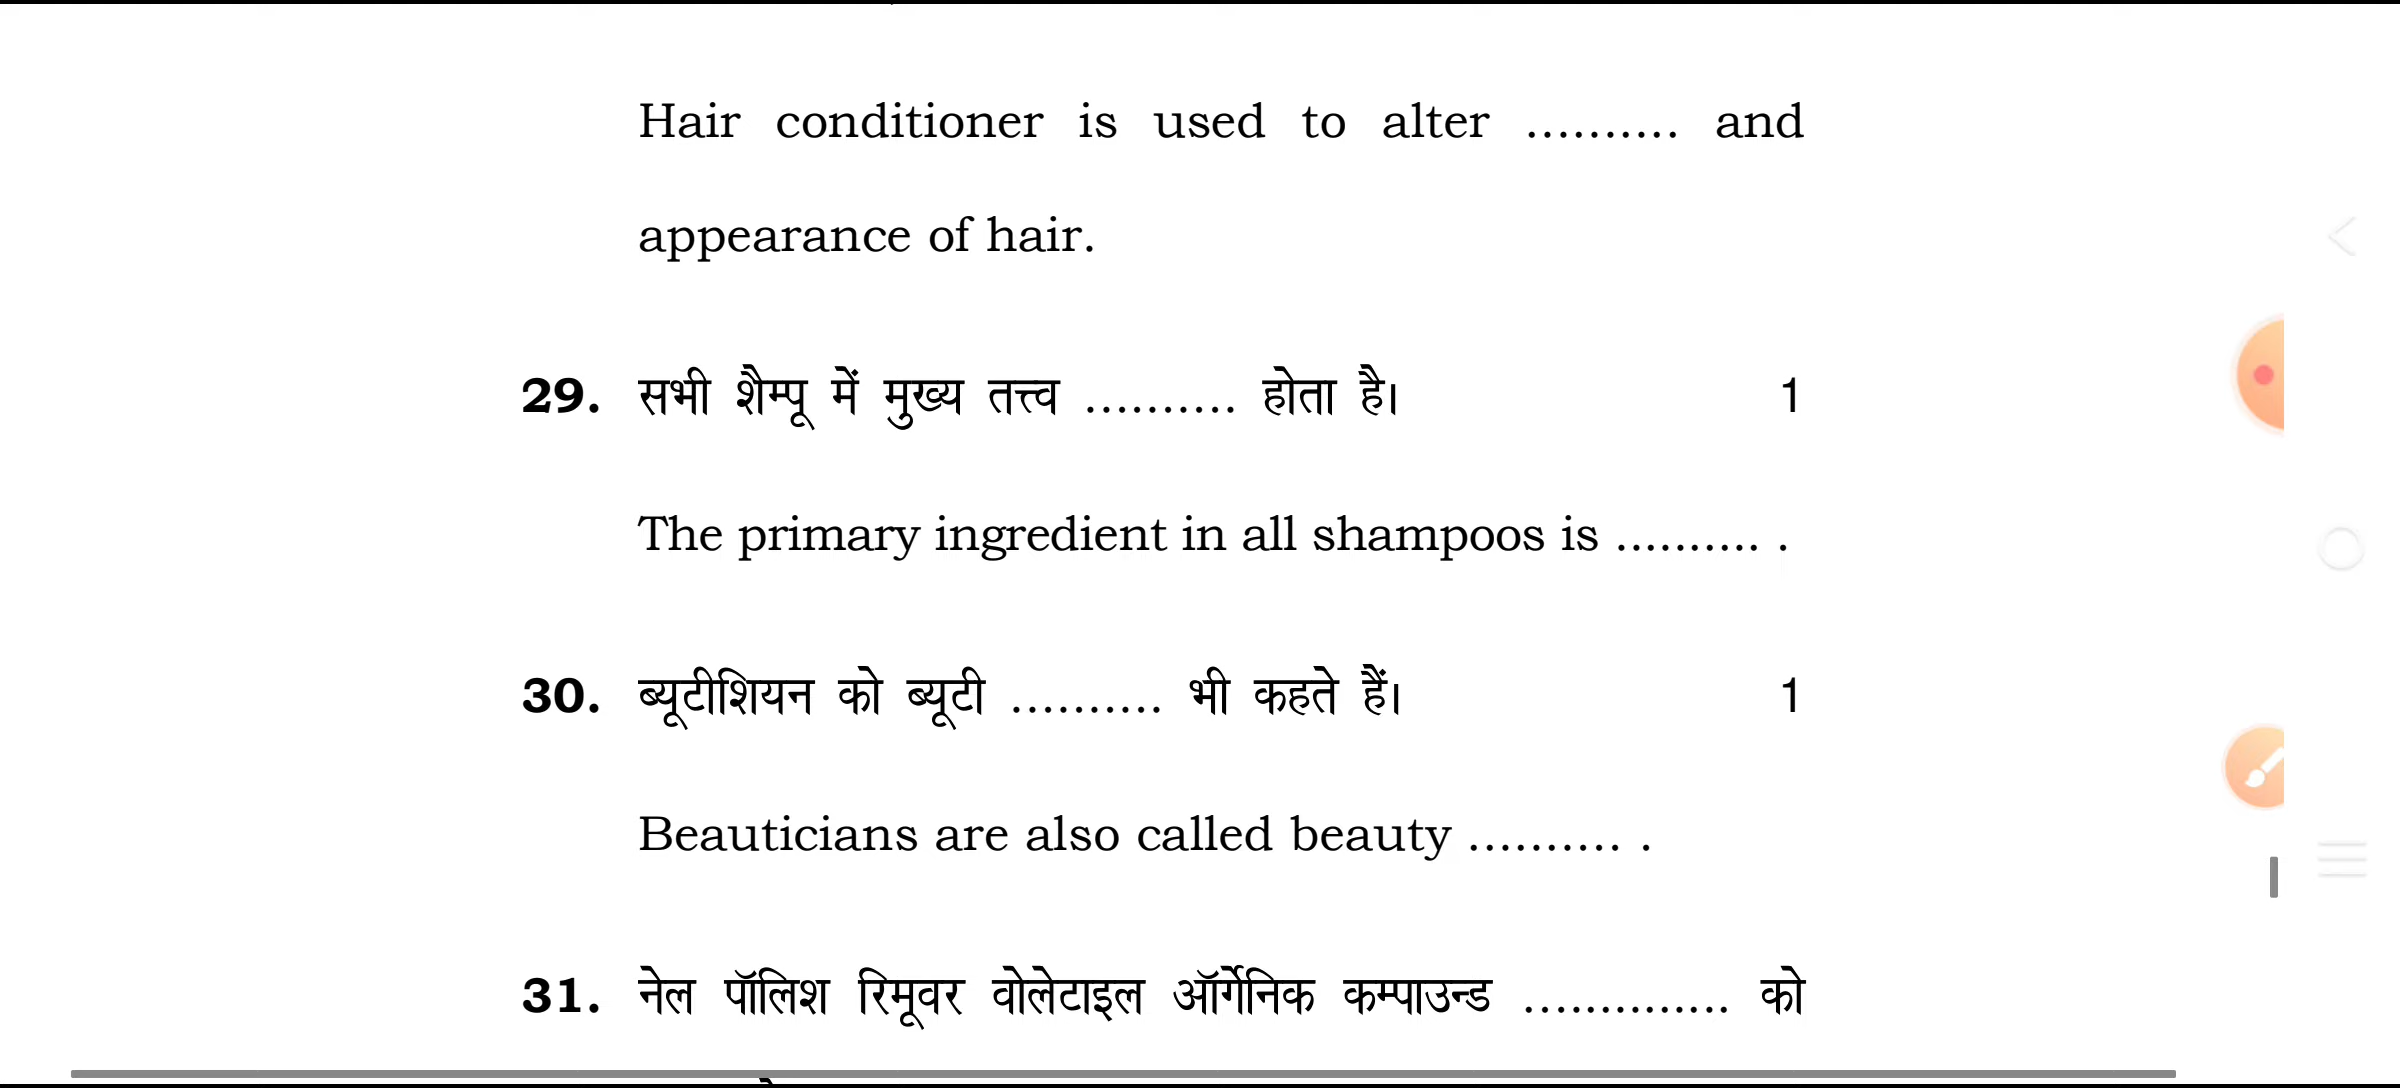 Hair conditioner is used to alter .......... and
appearance of hair.
29. सभी शैम्पू में मुख्य तत्त्व .......... होता है। 1
The primary ingredient in all shampoos is .......... .
30. ब्यूटीशियन को ब्यूटी .......... भी कहते हैं। 1
Beauticians are also called beauty .......... .
31. नेल पॉलिश रिमूवर वोलेटाइल ऑर्गेनिक कम्पाउन्ड .............. को